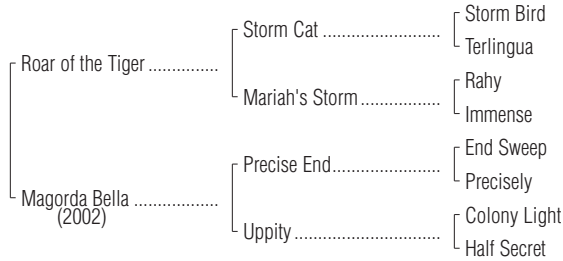 Storm Bird
Storm Cat ........................
Terlingua
Roar of the Tiger ..............
Rahy
Mariah's Storm ................
Immense
End Sweep
Precise End ......................
Precisely
Magorda Bella .................
(2002)
Colony Light
Uppity .............................
Half Secret